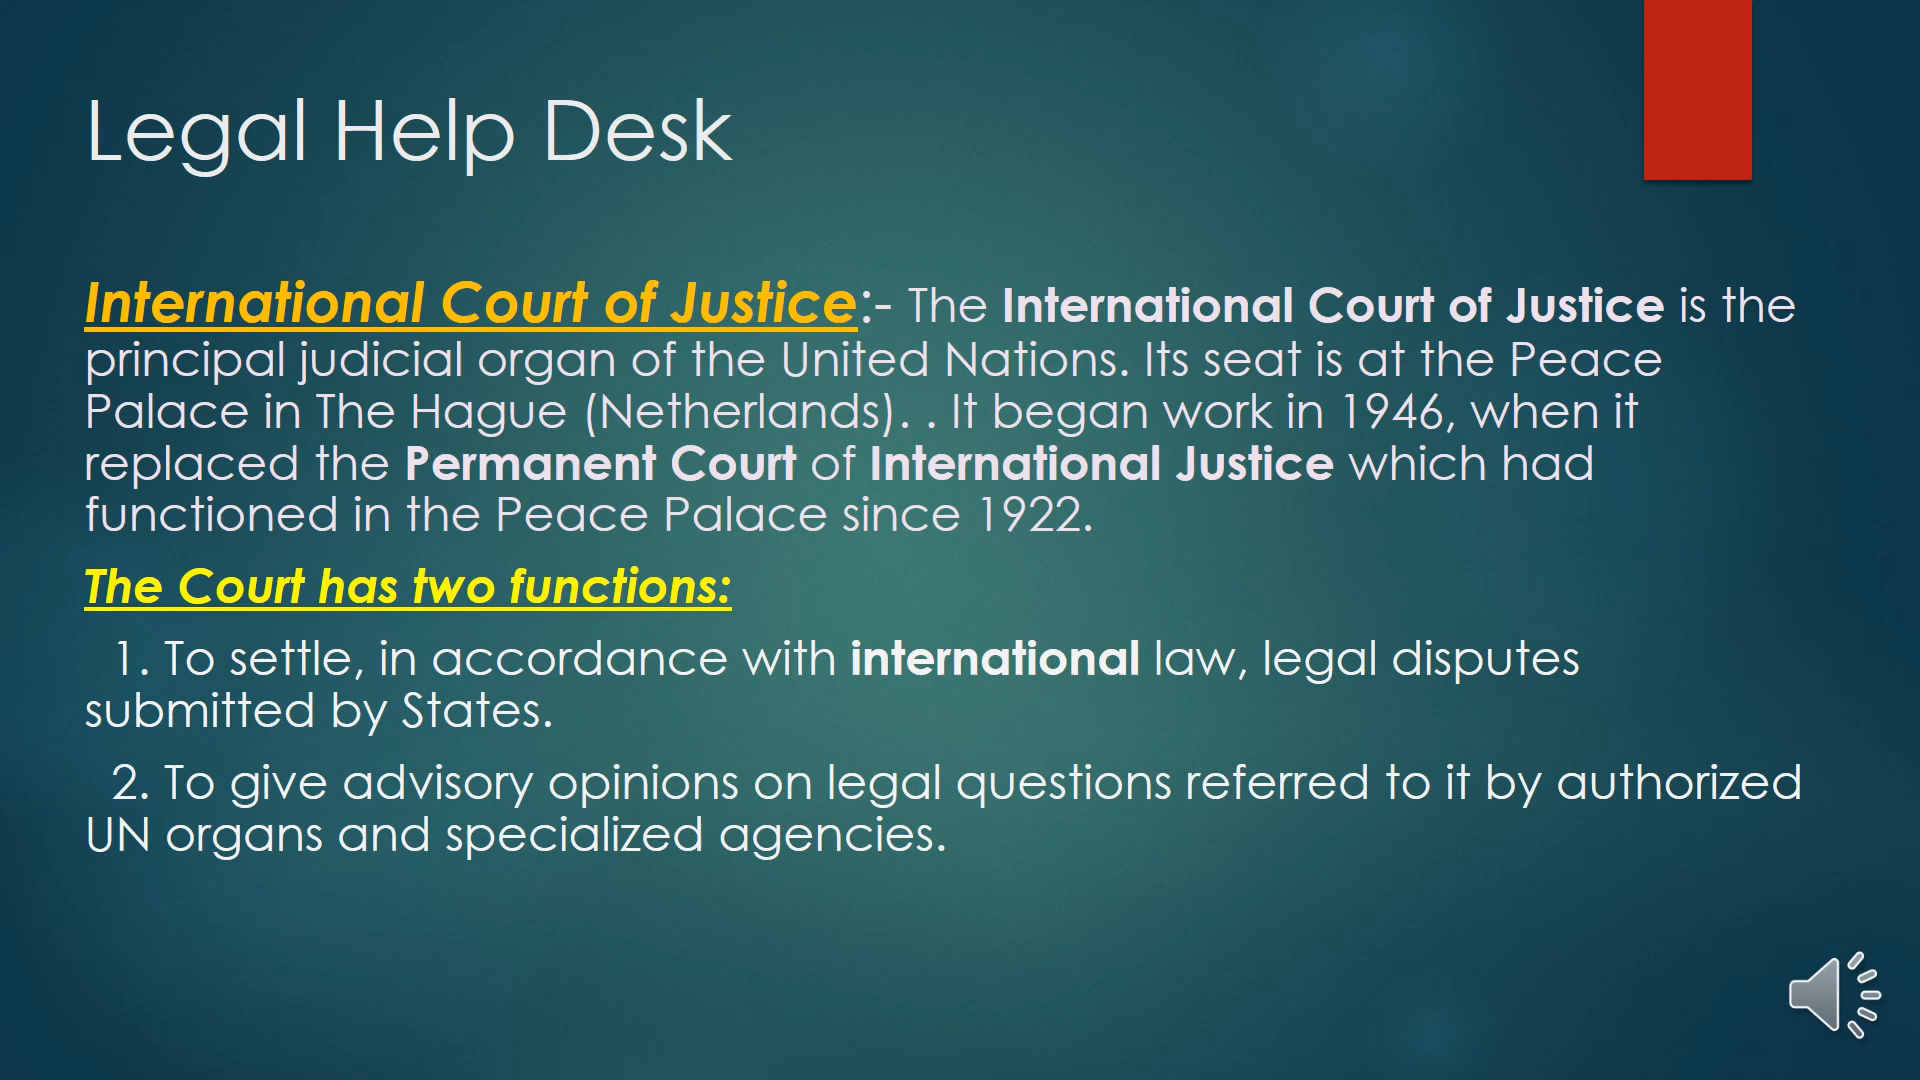 Legal Help Desk
International Court of Justice:- The International Court of Justice is the
principal judicial organ of the United Nations. Its seat is at the Peace
Palace in The Hague (Netherlands). . It began work in 1946, when it
replaced the Permanent Court of International Justice which had
functioned in the Peace Palace since 1922.
The Court has two functions:
1. To settle, in accordance with international law, legal disputes
submitted by States.
2. To give advisory opinions on legal questions referred to it by authorized
UN organs and specialized agencies.